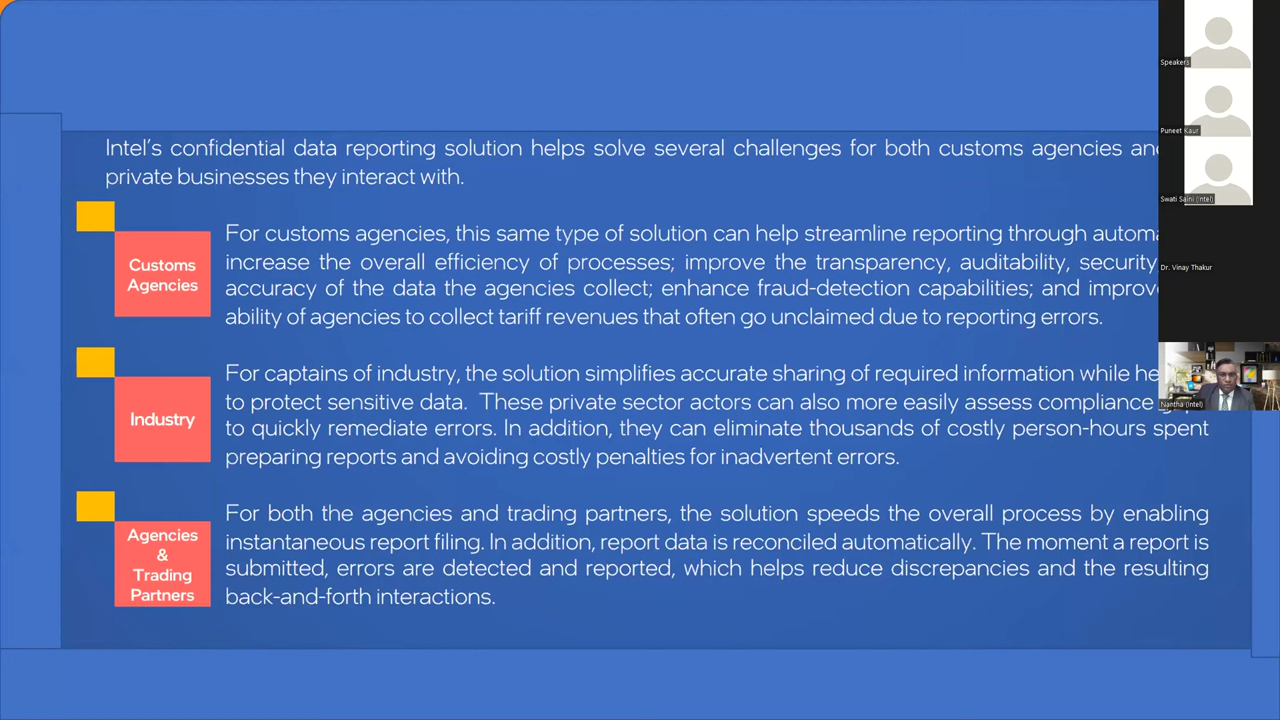 Intel's confidential data reporting solution helps solve several challenges for both customs agencies
private businesses they interact with.
Customs
Agencies
For customs agencies, this same type of solution can help streamline reporting through
increase the overall efficiency of processes; improve the transparency, auditability, security
accuracy of the data the agencies collect; enhance fraud-detection capabilities; and
ability of agencies to collect tariff revenues that often go unclaimed due to reporting errors.
Industry
For captains of industry, the solution simplifies accurate sharing of required information while
to protect sensitive data. These private sector actors can also more easily assess compliance
to quickly remediate errors. In addition, they can eliminate thousands of costly person-hours spent
preparing reports and avoiding costly penalties for inadvertent errors.
Agencies
&
Trading
Partners
For both the agencies and trading partners, the solution speeds the overall process by enabling
instantaneous report filing. In addition, report data is reconciled automatically. The moment a report is
submitted, errors are detected and reported, which helps reduce discrepancies and the resulting
back-and-forth interactions.
Speakers
Puneet Kaur
Swati Saini (Intel)
Dr. Vinay Thakur
Nantha (Intel)